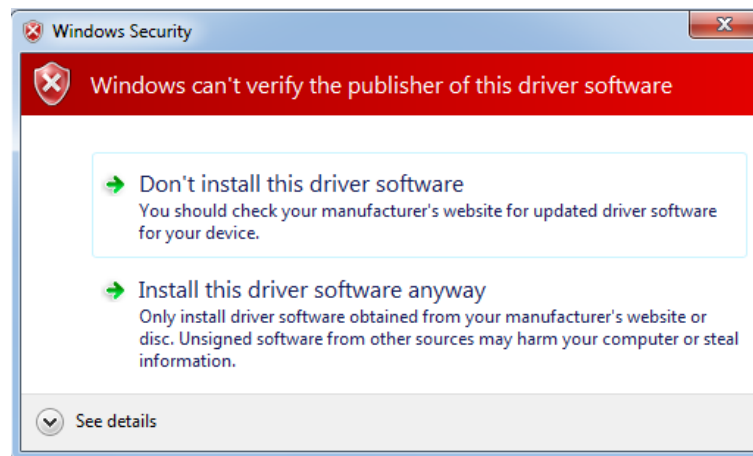 Windows Security
Windows can't verify the publisher of this driver software
Don't install this driver software
You should check your manufacturer's website for updated driver software
for your device.
Install this driver software anyway
Only install driver software obtained from your manufacturer's website or
disc. Unsigned software from other sources may harm your computer or steal
information.
See details